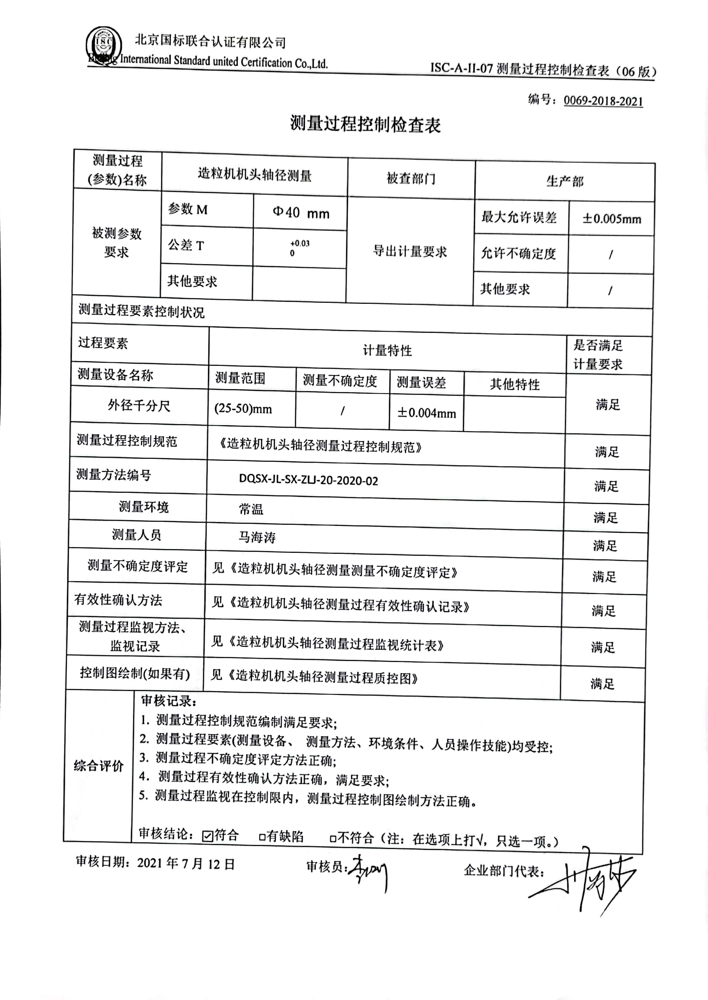 ISC
北京国标联合认证有限公司
Beijing International Standard united Certification Co.,Ltd.
ISC-A-II-07 测量过程控制检查表（06 版）
编号：0069-2018-2021
测量过程控制检查表
测量过程
(参数)名称
造粒机机头轴径测量
被查部门
生产部
被测参数
要求
参数 M
Φ40 mm
导出计量要求
最大允许误差
±0.005mm
公差 T
+0.03
0
允许不确定度
/
其他要求
其他要求
/
测量过程要素控制状况
过程要素
计量特性
是否满足
计量要求
测量设备名称
测量范围
测量不确定度
测量误差
其他特性
满足
外径千分尺
(25-50)mm
/
±0.004mm
测量过程控制规范
《造粒机机头轴径测量过程控制规范》
满足
测量方法编号
DQSX-JL-SX-ZLJ-20-2020-02
满足
测量环境
常温
满足
测量人员
马海涛
满足
测量不确定度评定
见《造粒机机头轴径测量测量不确定度评定》
满足
有效性确认方法
见《造粒机机头轴径测量过程有效性确认记录》
满足
测量过程监视方法、
监视记录
见《造粒机机头轴径测量过程监视统计表》
满足
控制图绘制(如果有)
见《造粒机机头轴径测量过程质控图》
满足
综合评价
审核记录：
1. 测量过程控制规范编制满足要求;
2. 测量过程要素(测量设备、 测量方法、环境条件、人员操作技能)均受控;
3. 测量过程不确定度评定方法正确;
4. 测量过程有效性确认方法正确，满足要求;
5. 测量过程监视在控制限内，测量过程控制图绘制方法正确。
审核结论：☑符合 □有缺陷 □不符合（注：在选项上打√，只选一项。）
审核日期：2021 年 7 月 12 日 审核员: 企业部门代表：